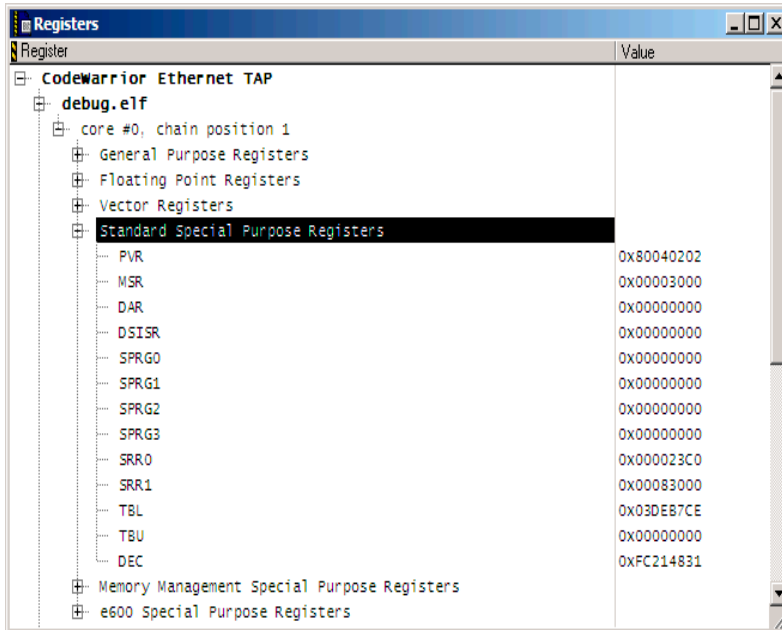 Registers
Register Value
CodeWarrior Ethernet TAP
debug.elf
core #0, chain position 1
General Purpose Registers
Floating Point Registers
Vector Registers
Standard Special Purpose Registers
PVR 0x80040202
MSR 0x00003000
DAR 0x00000000
DSISR 0x00000000
SPRG0 0x00000000
SPRG1 0x00000000
SPRG2 0x00000000
SPRG3 0x00000000
SRR0 0x000023C0
SRR1 0x00083000
TBL 0x03DEB7CE
TBU 0x00000000
DEC 0xFC214831
Memory Management Special Purpose Registers
e600 Special Purpose Registers